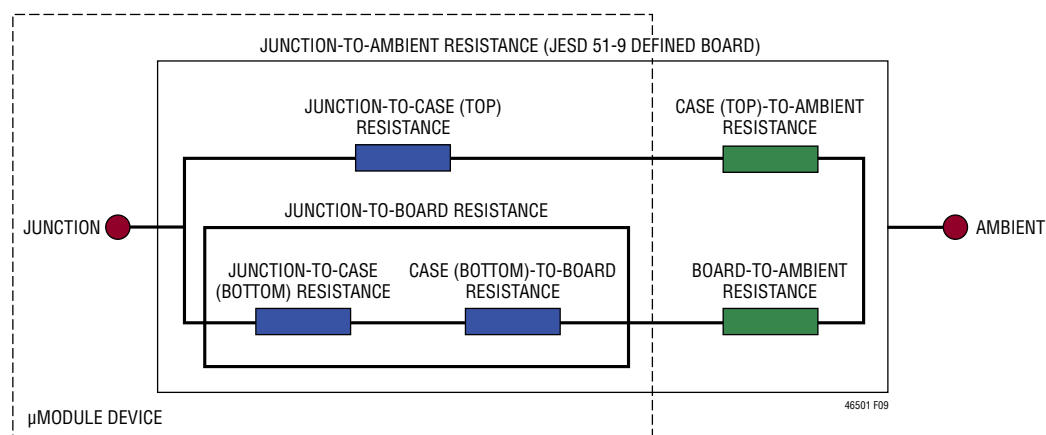 JUNCTION-TO-AMBIENT RESISTANCE (JESD 51-9 DEFINED BOARD)
JUNCTION-TO-CASE (TOP)
RESISTANCE
CASE (TOP)-TO-AMBIENT
RESISTANCE
JUNCTION-TO-BOARD RESISTANCE
JUNCTION
AMBIENT
JUNCTION-TO-CASE
(BOTTOM) RESISTANCE
CASE (BOTTOM)-TO-BOARD
RESISTANCE
BOARD-TO-AMBIENT
RESISTANCE
46501 F09
µMODULE DEVICE